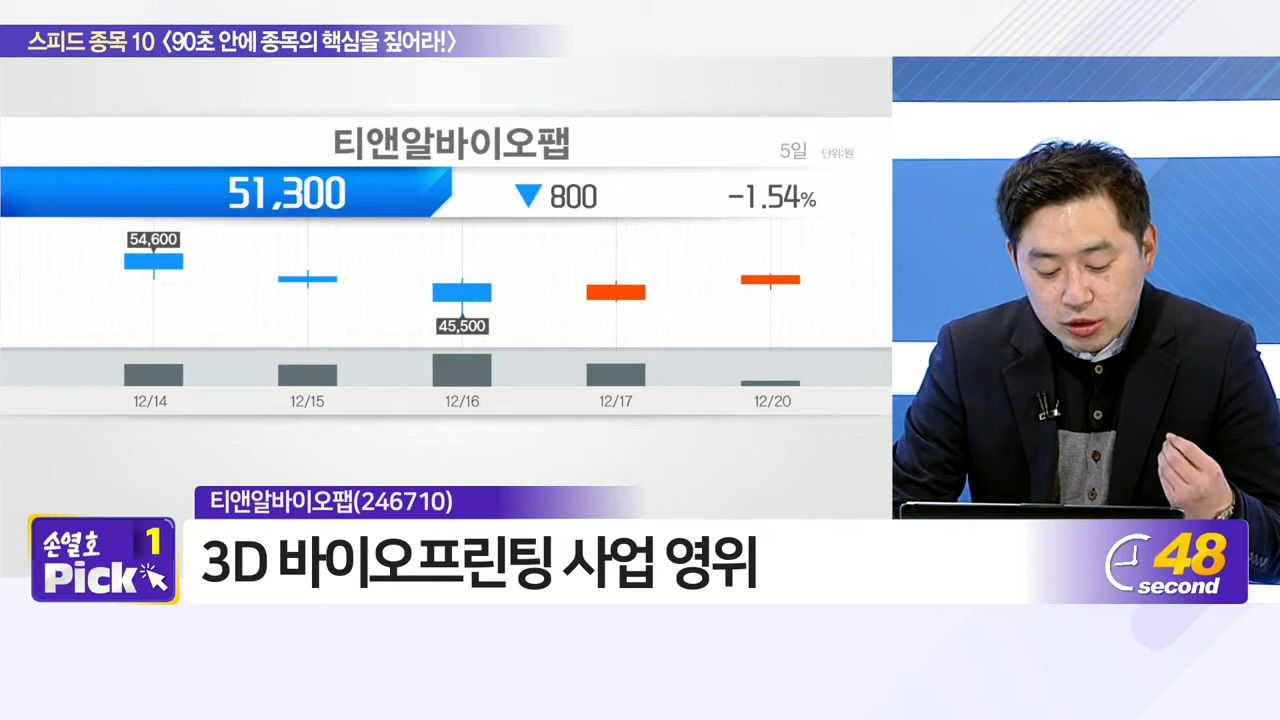 스피드 종목 10 〈90초 안에 종목의 핵심을 짚어라!〉
티앤알바이오팹
5일 단위:원
51,300 ▼ 800 -1.54%
54,600
45,500
12/14 12/15 12/16 12/17 12/20
티앤알바이오팹(246710)
손열호 1
Pick
3D 바이오프린팅 사업 영위
48
second